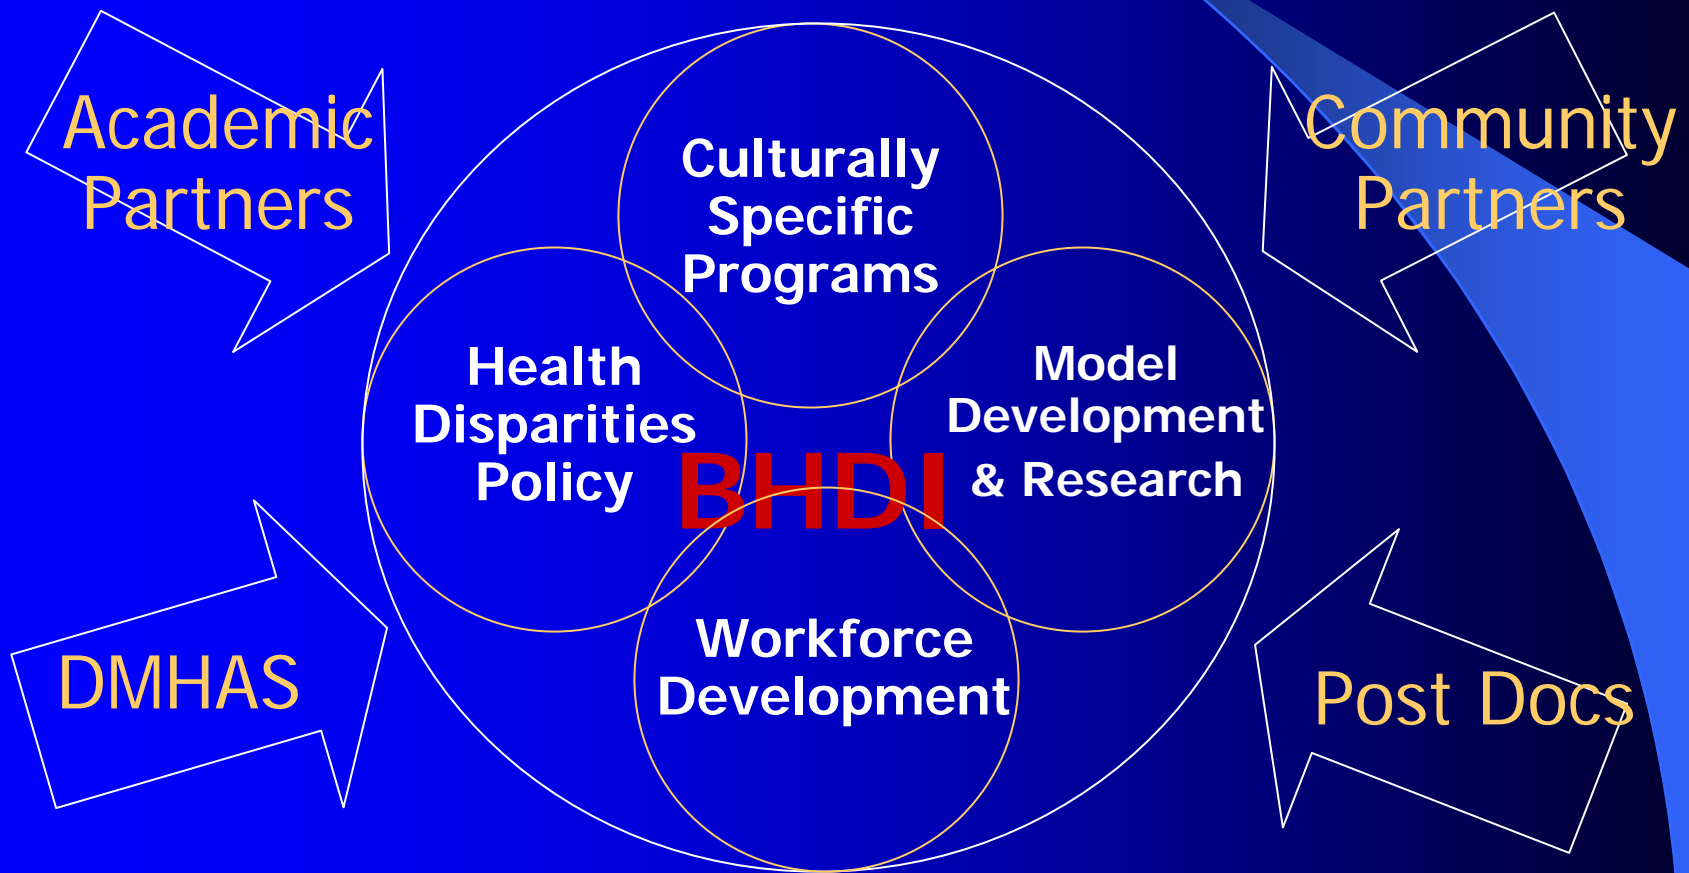 Academic
Partners
Community
Partners
Culturally
Specific
Programs
Health
Disparities
Policy
Model
Development
& Research
BHDI
Workforce
Development
DMHAS
Post Docs